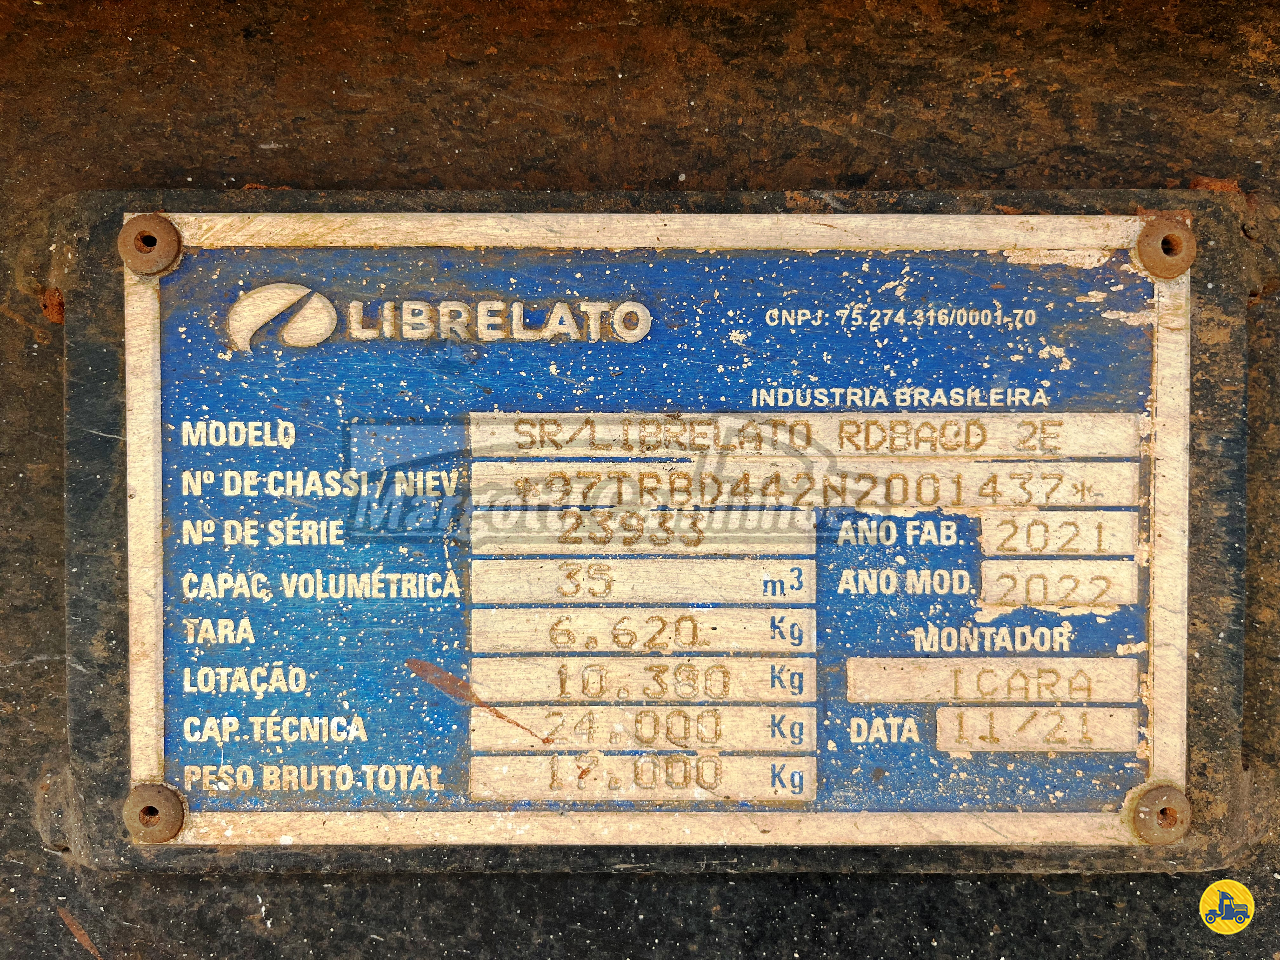 LIBRELATO
CNPJ: 75.274.316/0001-70
INDÚSTRIA BRASILEIRA
MODELO SR/LIBRELATO RDBACD 2E
Nº DE CHASSI / NIEV *97TRBD442N2001437*
Nº DE SÉRIE 23933 ANO FAB. 2021
CAPAC. VOLUMÉTRICA 35 m³ ANO MOD. 2022
TARA 6.620 Kg MONTADOR
LOTAÇÃO 10.380 Kg IÇARA
CAP. TÉCNICA 24.000 Kg DATA 11/21
PESO BRUTO TOTAL 17.000 Kg